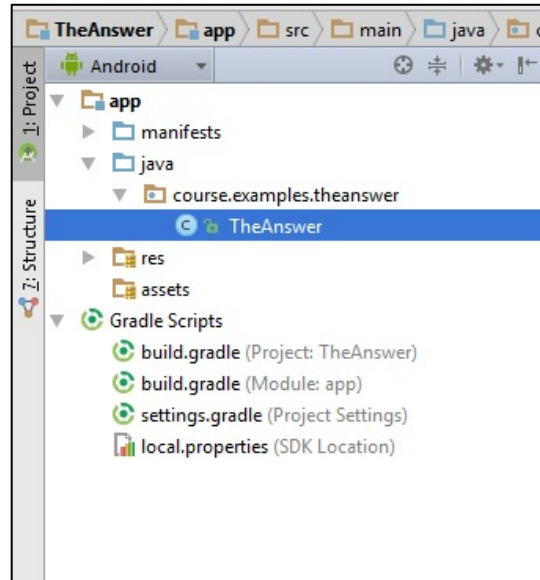 TheAnswer app src main java
1: Project
Android
app
manifests
java
course.examples.theanswer
C TheAnswer
7: Structure
res
assets
Gradle Scripts
build.gradle (Project: TheAnswer)
build.gradle (Module: app)
settings.gradle (Project Settings)
local.properties (SDK Location)